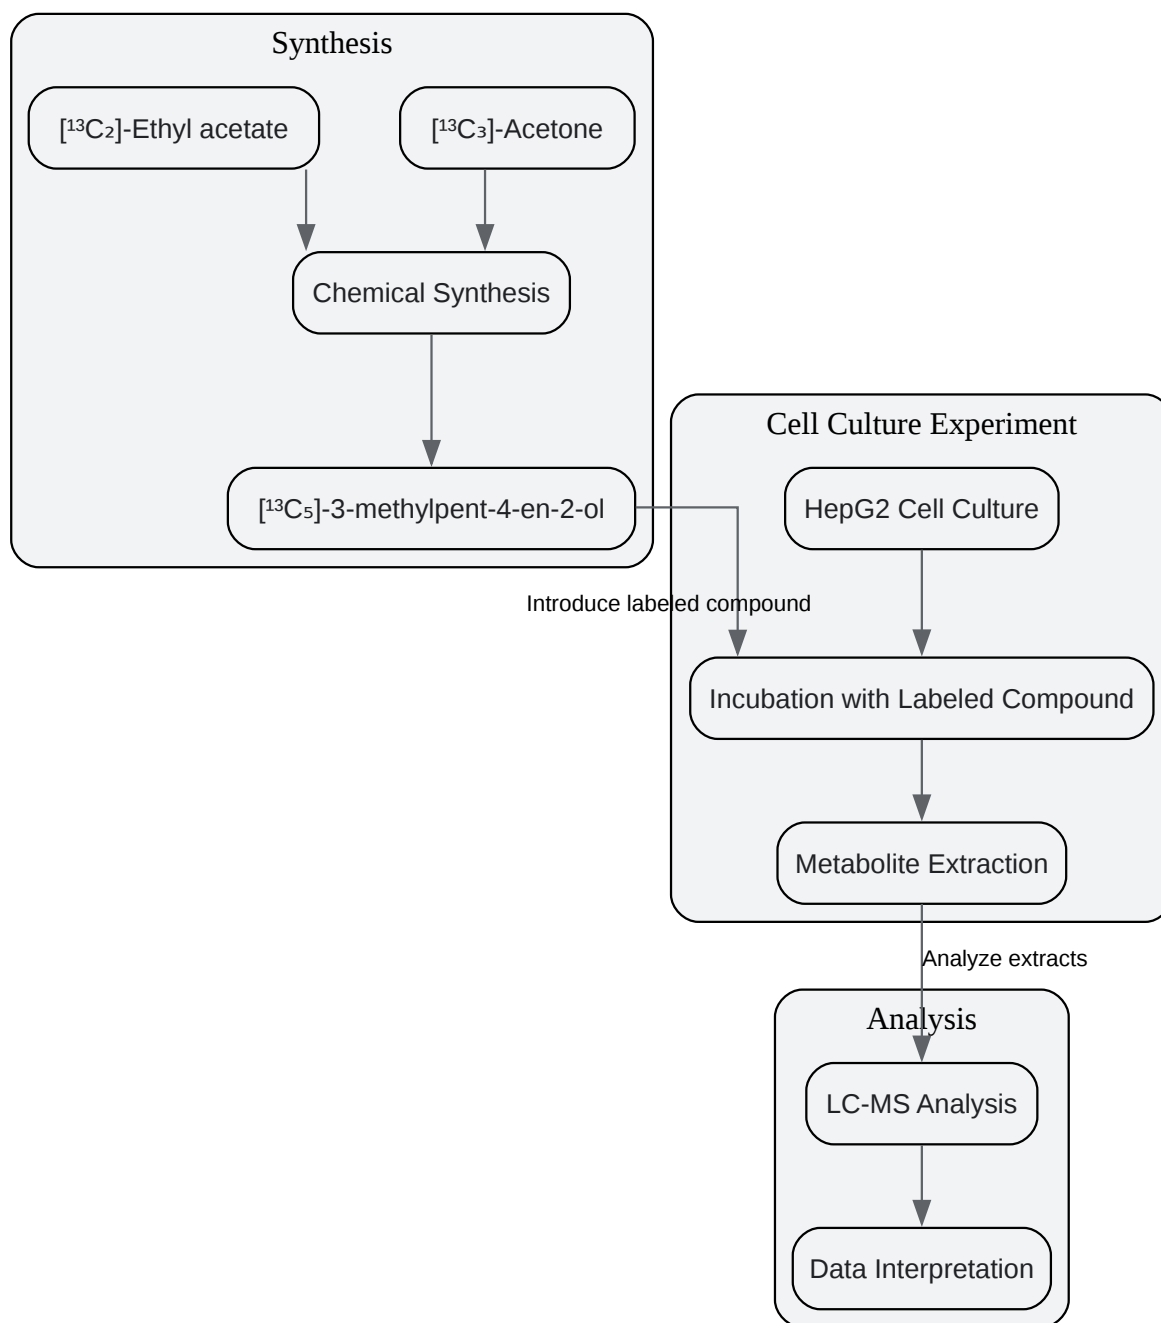 Synthesis
[¹³C₂]-Ethyl acetate
[¹³C₃]-Acetone
Chemical Synthesis
[¹³C₅]-3-methylpent-4-en-2-ol
Introduce labeled compound
Cell Culture Experiment
HepG2 Cell Culture
Incubation with Labeled Compound
Metabolite Extraction
Analyze extracts
Analysis
LC-MS Analysis
Data Interpretation